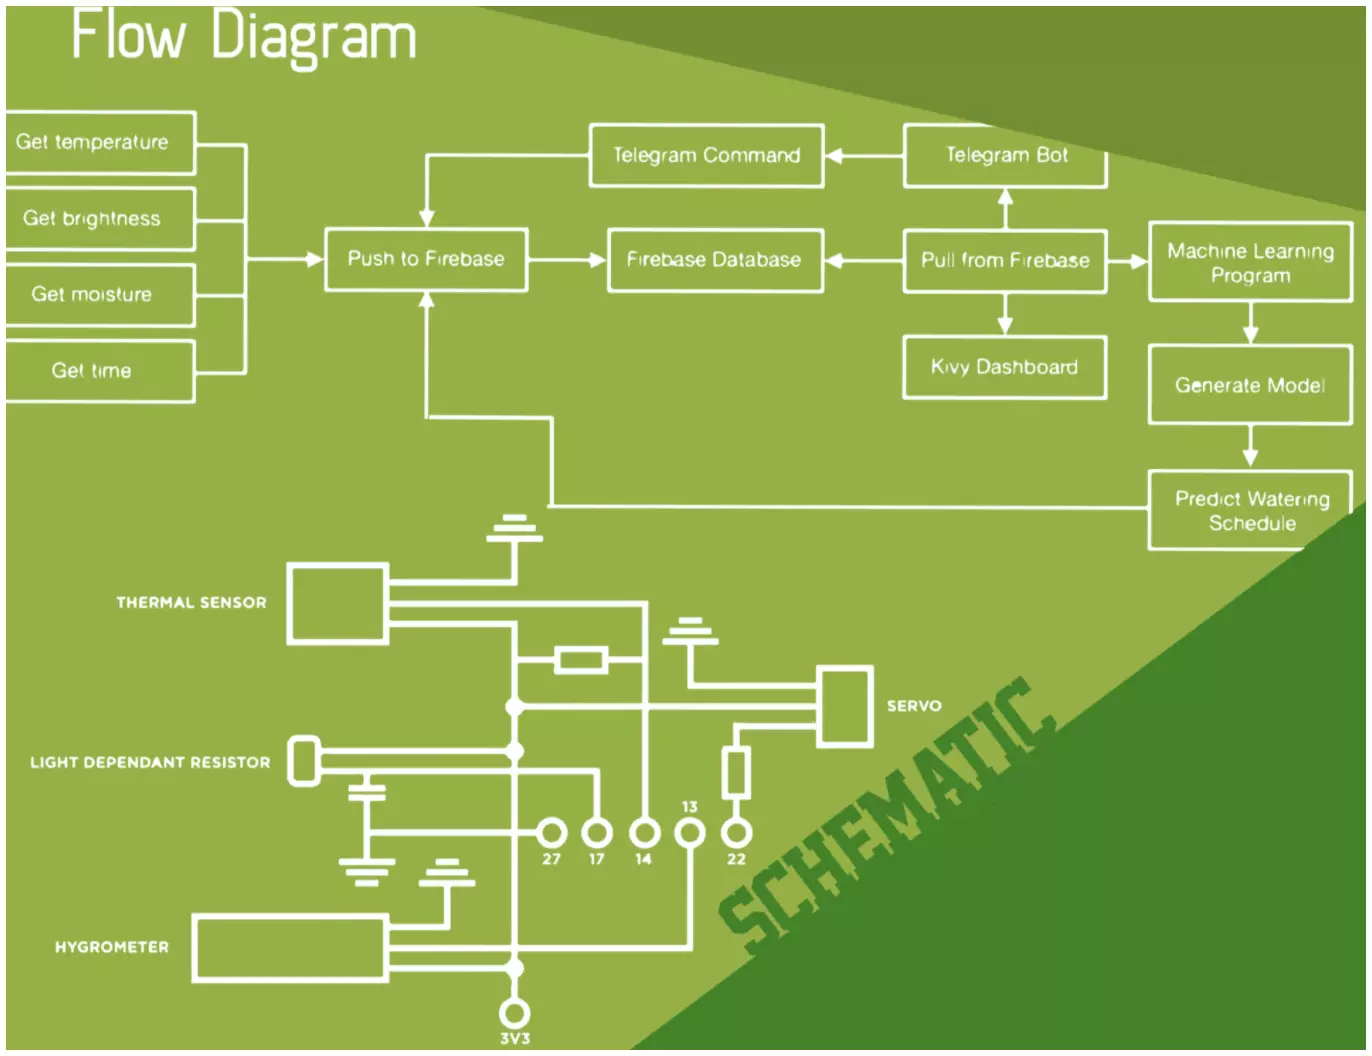 Flow Diagram
Get temperature
Get brightness
Get moisture
Get time
Telegram Command
Telegram Bot
Push to Firebase
Firebase Database
Pull from Firebase
Machine Learning
Program
Kivy Dashboard
Generate Model
Predict Watering
Schedule
THERMAL SENSOR
SERVO
LIGHT DEPENDANT RESISTOR
13
27
17
14
22
HYGROMETER
3V3
SCHEMATIC